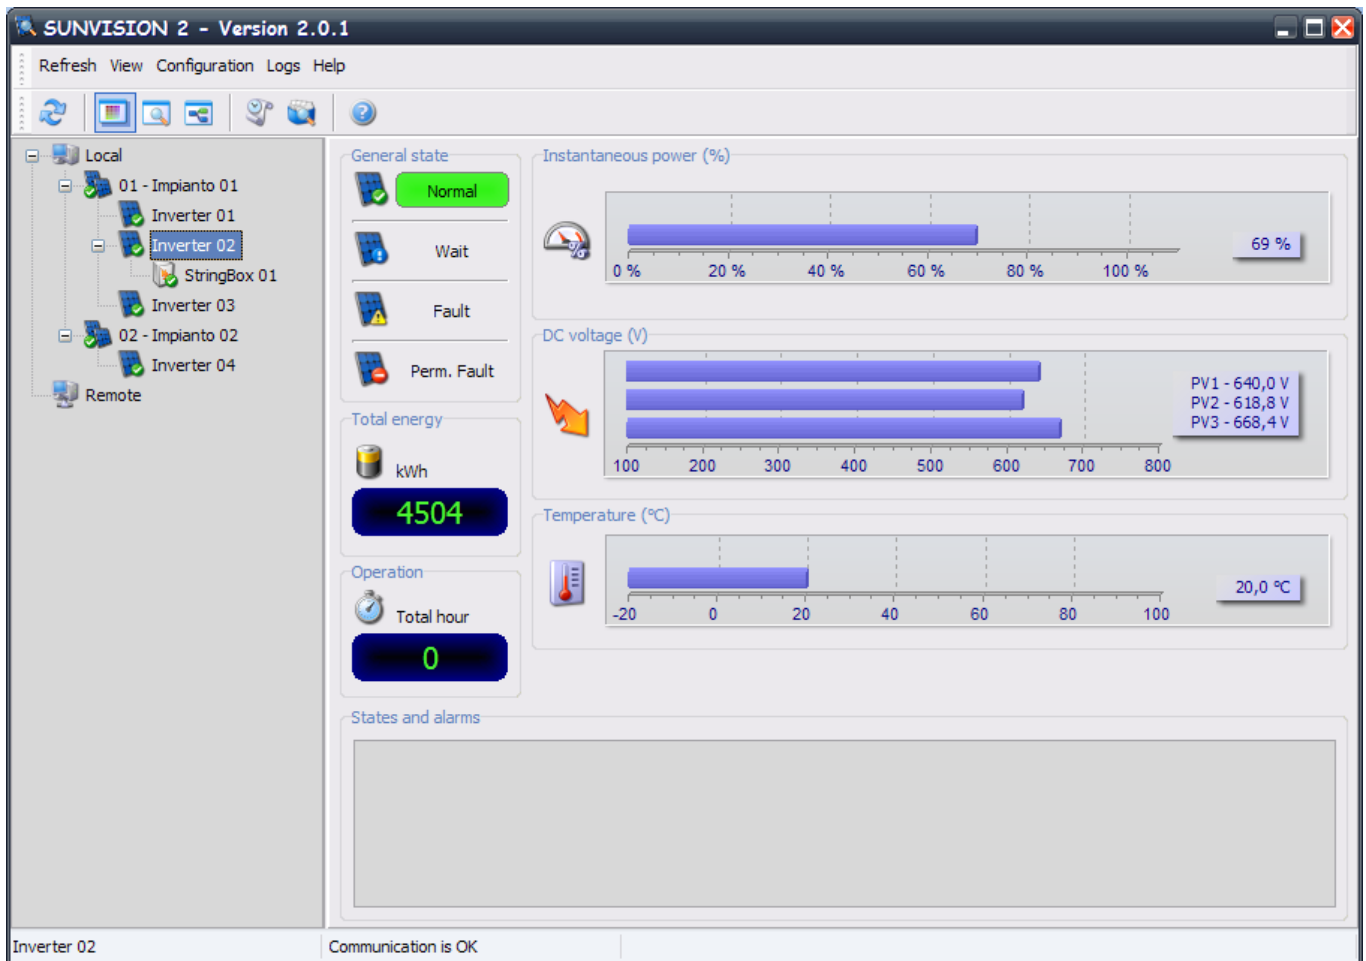 SUNVISION 2 - Version 2.0.1
Refresh View Configuration Logs Help
Local
01 - Impianto 01
Inverter 01
Inverter 02
StringBox 01
Inverter 03
02 - Impianto 02
Inverter 04
Remote
General state
Normal
Wait
Fault
Perm. Fault
Total energy
kWh
4504
Operation
Total hour
0
Instantaneous power (%)
0 % 20 % 40 % 60 % 80 % 100 %
69 %
DC voltage (V)
100 200 300 400 500 600 700 800
PV1 - 640,0 V
PV2 - 618,8 V
PV3 - 668,4 V
Temperature (°C)
-20 0 20 40 60 80 100
20,0 °C
States and alarms
Inverter 02 Communication is OK